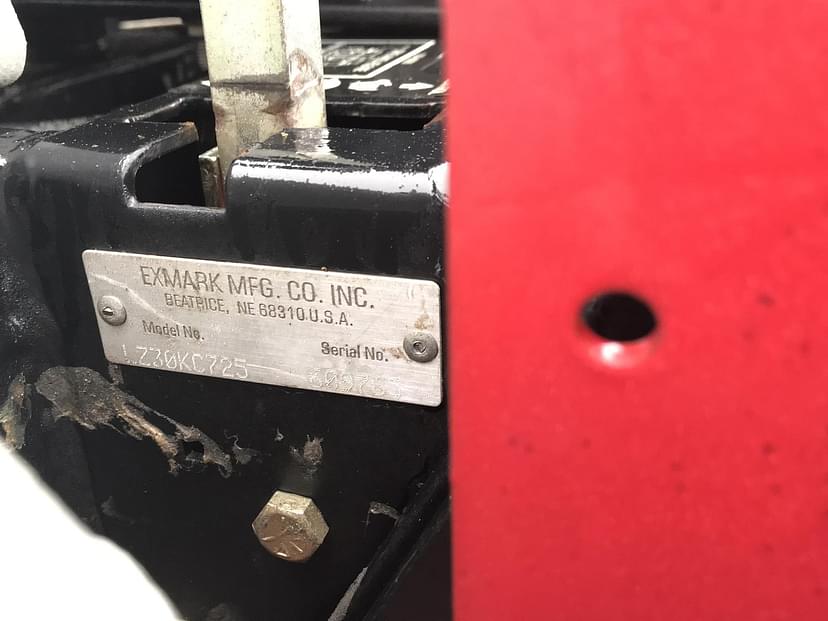 EXMARK MFG. CO. INC.
BEATRICE, NE 68310 U.S.A.
Model No.
Serial No.
LZ30KC725